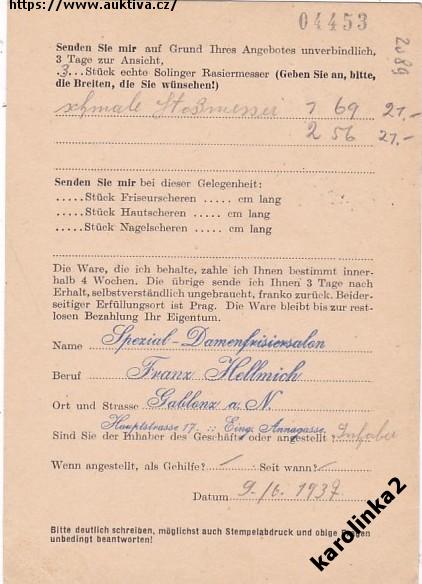 https://www.auktiva.cz/
04453
2089
Senden Sie mir auf Grund Ihres Angebotes unverbindlich,
3 Tage zur Ansicht,
.3...Stück echte Solinger Rasiermesser (Geben Sie an, bitte,
die Breiten, die Sie wünschen!)
schmale 1 69 21.-
2 56 21.-
Senden Sie mir bei dieser Gelegenheit:
.....Stück Friseurscheren ..... cm lang
.....Stück Hautscheren ..... cm lang
.....Stück Nagelscheren ..... cm lang
Die Ware, die ich behalte, zahle ich Ihnen bestimmt inner-
halb 4 Wochen. Die übrige sende ich Ihnen 3 Tage nach
Erhalt, selbstverständlich ungebraucht, franko zurück. Beider-
seitiger Erfüllungsort ist Prag. Die Ware bleibt bis zur rest-
losen Bezahlung Ihr Eigentum.
Name Spezial-Damenfrisiersalon
Beruf Franz Hellmich
Ort und Strasse Gablonz a. N.
Hauptstrasse 17. :: Eing. Annagasse.
Sind Sie der Inhaber des Geschäfts oder angestellt? Inhaber
Wenn angestellt, als Gehilfe? Seit wann?
Datum 9./6. 1937
Bitte deutlich schreiben, möglichst auch Stempelabdruck und obige Fragen
unbedingt beantworten!
karolinka2